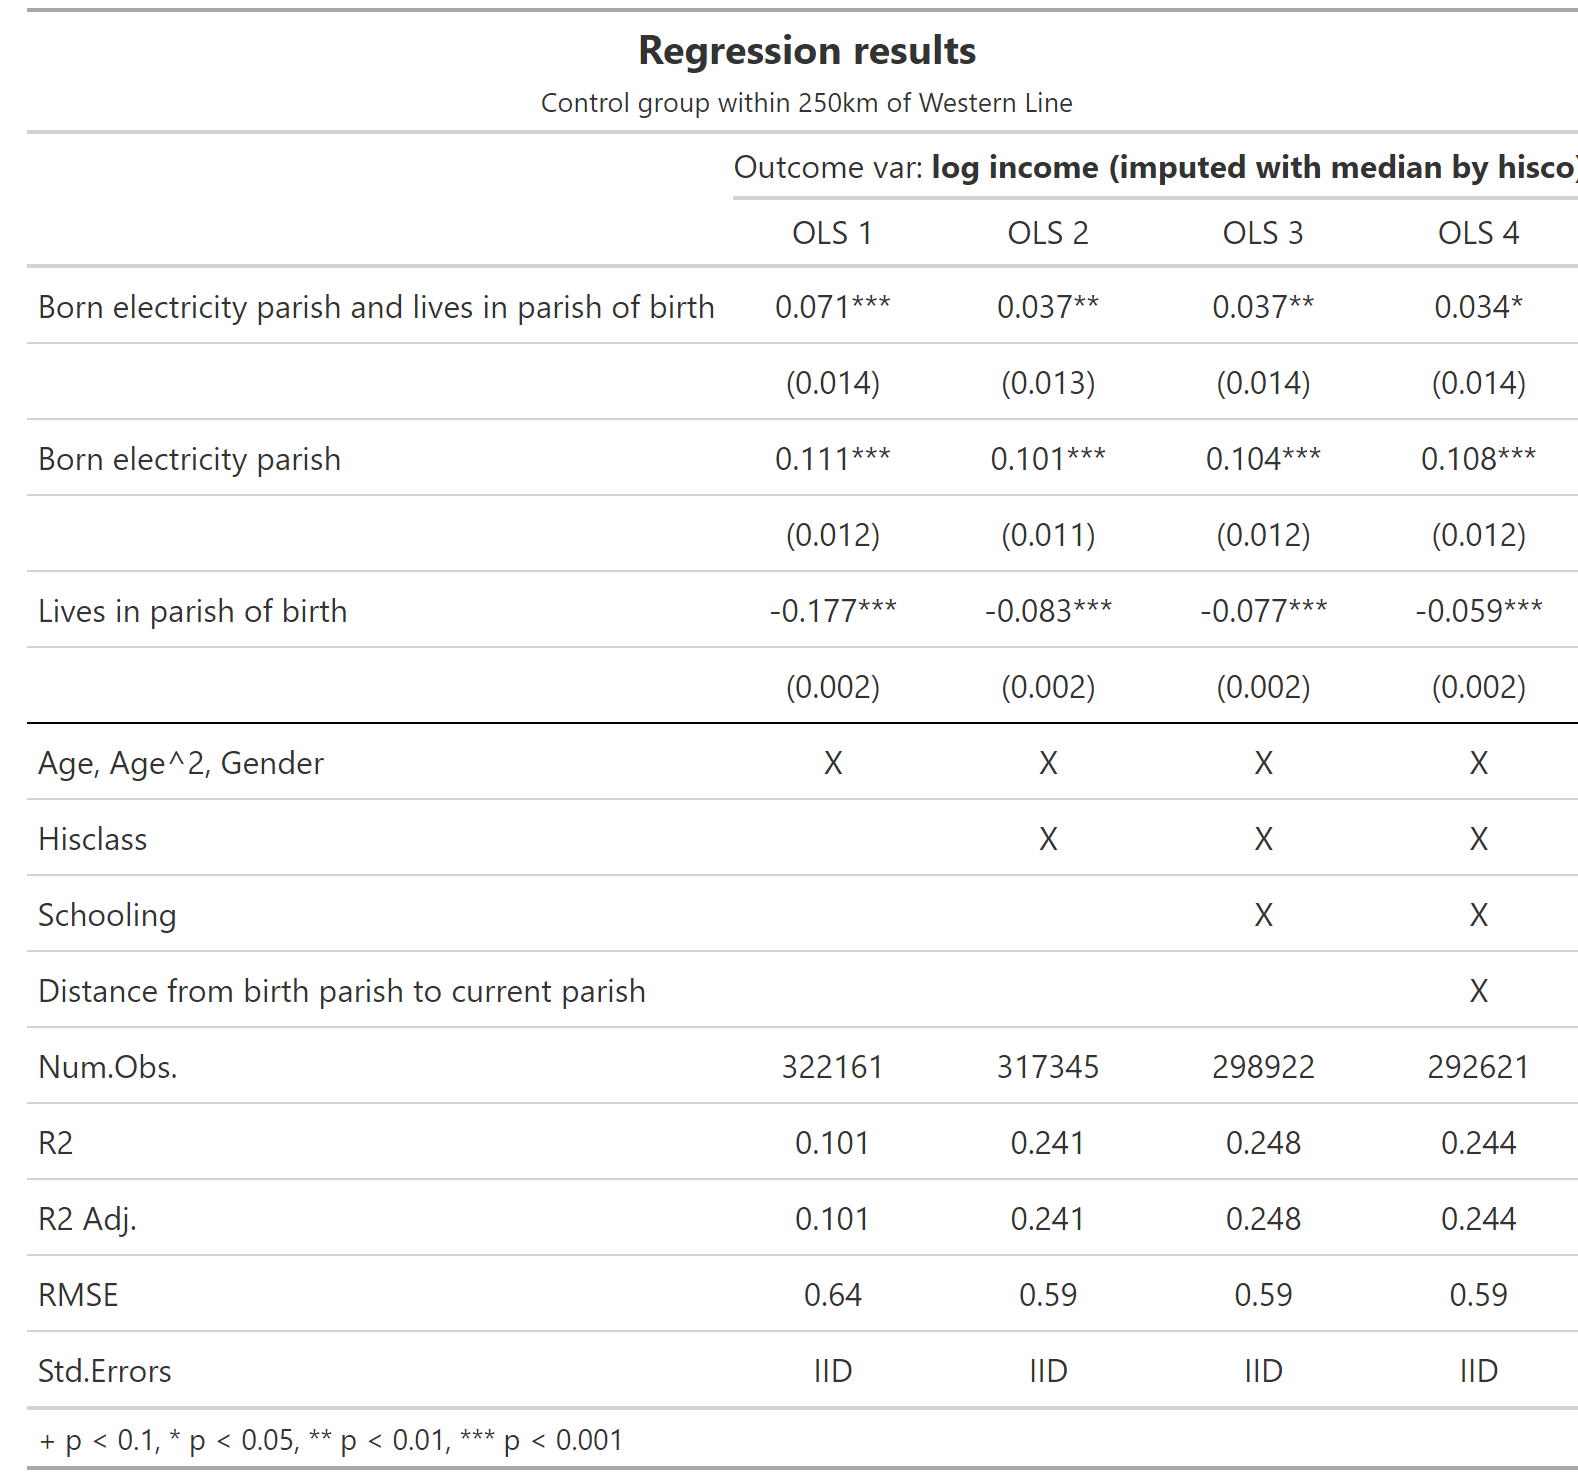 Regression results
Control group within 250km of Western Line
Outcome var: log income (imputed with median by hisco)
OLS 1 OLS 2 OLS 3 OLS 4
Born electricity parish and lives in parish of birth 0.071*** 0.037** 0.037** 0.034*
(0.014) (0.013) (0.014) (0.014)
Born electricity parish 0.111*** 0.101*** 0.104*** 0.108***
(0.012) (0.011) (0.012) (0.012)
Lives in parish of birth -0.177*** -0.083*** -0.077*** -0.059***
(0.002) (0.002) (0.002) (0.002)
Age, Age^2, Gender X X X X
Hisclass X X X
Schooling X X
Distance from birth parish to current parish X
Num.Obs. 322161 317345 298922 292621
R2 0.101 0.241 0.248 0.244
R2 Adj. 0.101 0.241 0.248 0.244
RMSE 0.64 0.59 0.59 0.59
Std.Errors IID IID IID IID
+ p < 0.1, * p < 0.05, ** p < 0.01, *** p < 0.001